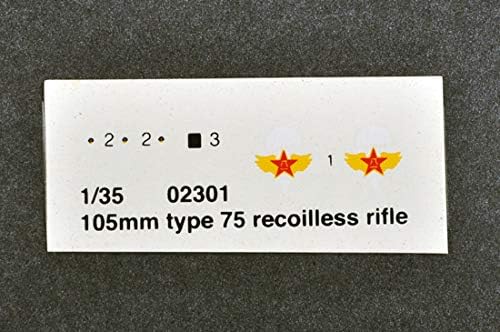 • 2 • 2 • ■ 3
1
1/35 02301
105mm type 75 recoilless rifle